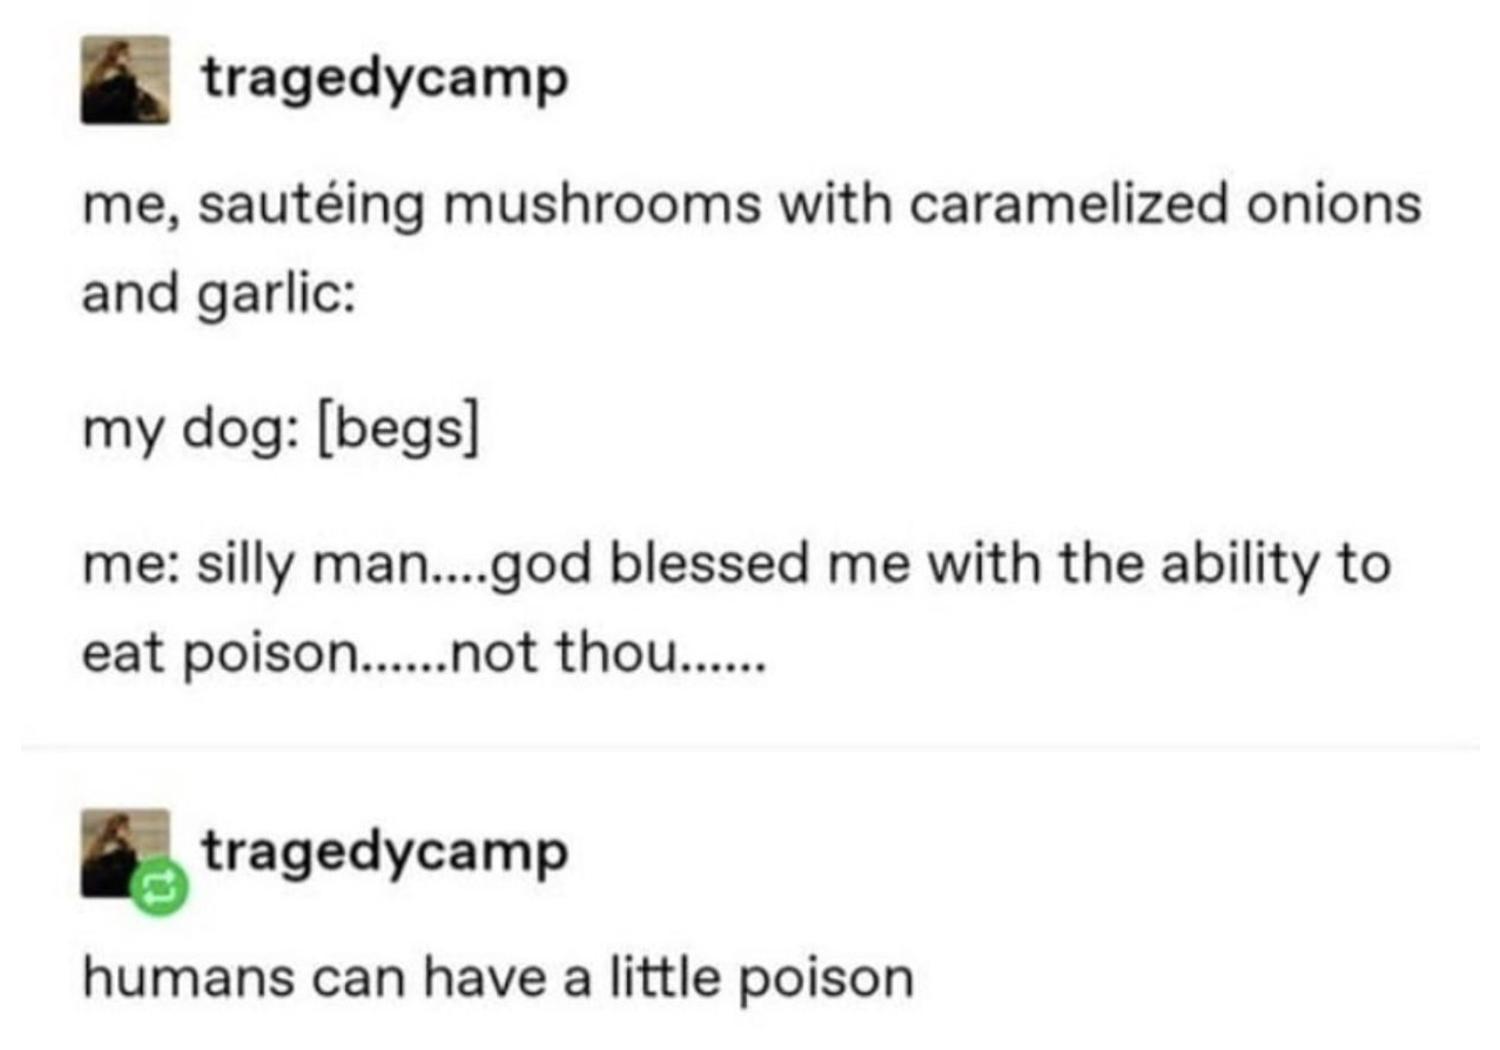 tragedycamp
me, sautéing mushrooms with caramelized onions
and garlic:
my dog: [begs]
me: silly man....god blessed me with the ability to
eat poison......not thou......
tragedycamp
humans can have a little poison